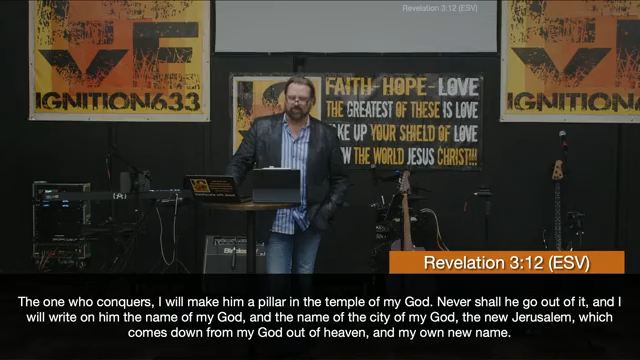 Revelation 3:12 (ESV)
IGNITION633
FAITH-HOPE-LOVE
THE GREATEST OF THESE IS LOVE
YOUR SHIELD OF LOVE
THE WORLD JESUS CHRIST!!!
IGNITION633
Revelation 3:12 (ESV)
The one who conquers, I will make him a pillar in the temple of my God. Never shall he go out of it, and I
will write on him the name of my God, and the name of the city of my God, the new Jerusalem, which
comes down from my God out of heaven, and my own new name.